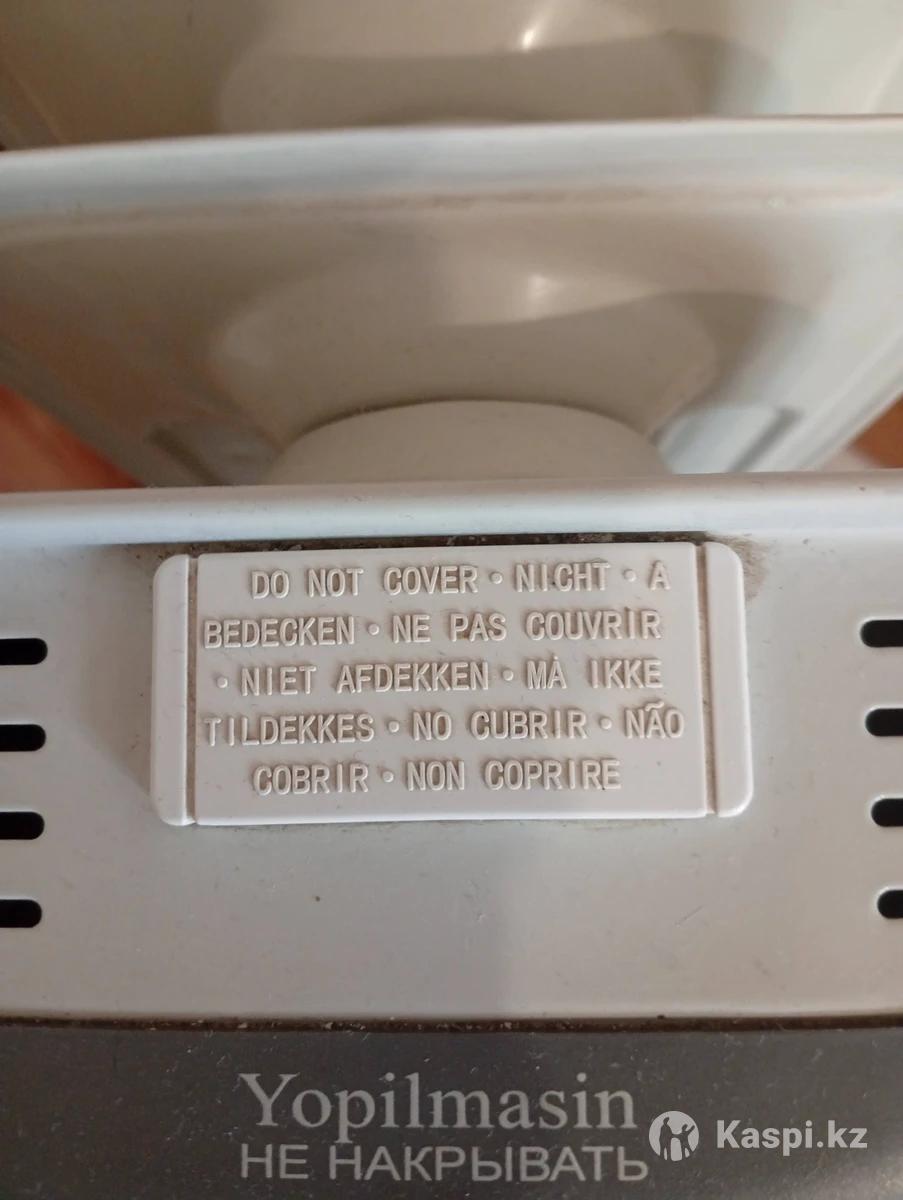 DO NOT COVER • NICHT • A
BEDECKEN • NE PAS COUVRIR
• NIET AFDEKKEN • MÅ IKKE
TILDEKKES • NO CUBRIR • NÃO
COBRIR • NON COPRIRE
Yopilmasin
НЕ НАКРЫВАТЬ
Kaspi.kz